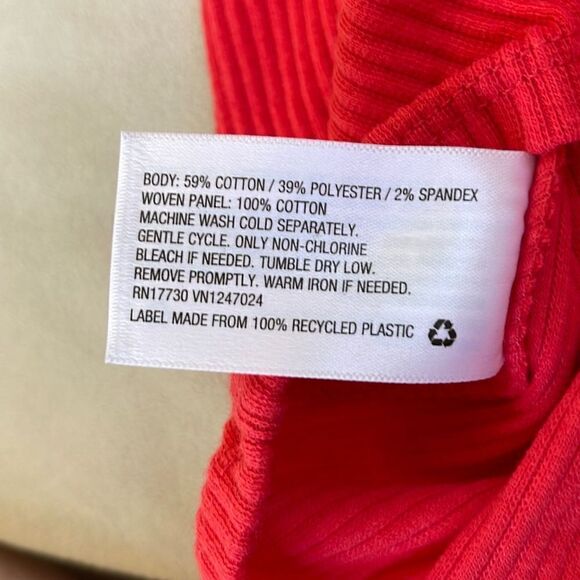 BODY: 59% COTTON / 39% POLYESTER / 2% SPANDEX
WOVEN PANEL: 100% COTTON
MACHINE WASH COLD SEPARATELY.
GENTLE CYCLE. ONLY NON-CHLORINE
BLEACH IF NEEDED. TUMBLE DRY LOW.
REMOVE PROMPTLY. WARM IRON IF NEEDED.
RN17730 VN1247024
LABEL MADE FROM 100% RECYCLED PLASTIC